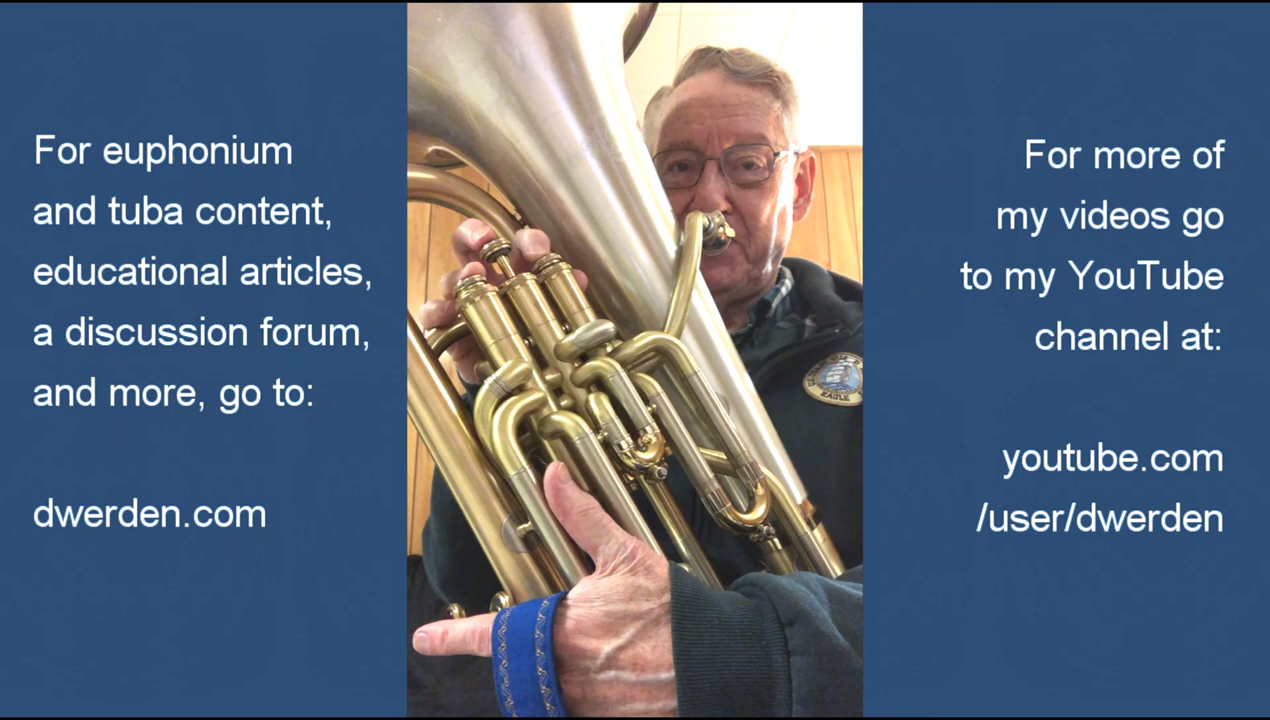 For euphonium
and tuba content,
educational articles,
a discussion forum,
and more, go to:
dwerden.com
EAGLE
For more of
my videos go
to my YouTube
channel at:
youtube.com
/user/dwerden